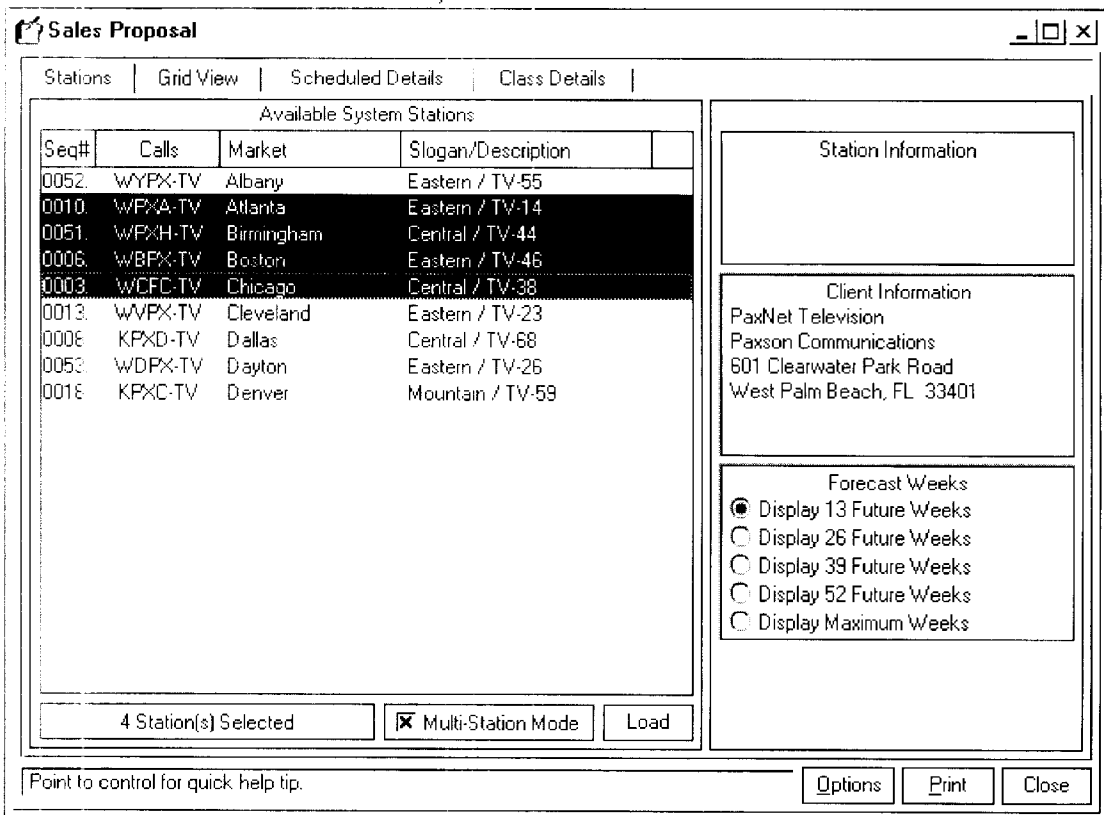 Sales Proposal
Stations | Grid View | Scheduled Details | Class Details |
Available System Stations
Seq# Calls Market Slogan/Description
0052. WYPX-TV Albany Eastern / TV-55
0010. WPXA-TV Atlanta Eastern / TV-14
0051. WPXH-TV Birmingham Central / TV-44
0006. WBPX-TV Boston Eastern / TV-46
0003. WCFC-TV Chicago Central / TV-38
0013. WVPX-TV Cleveland Eastern / TV-23
0008 KPXD-TV Dallas Central / TV-68
0053. WDPX-TV Dayton Eastern / TV-26
0018 KPXC-TV Denver Mountain / TV-59
4 Station(s) Selected
Multi-Station Mode
Load
Station Information
Client Information
PaxNet Television
Paxson Communications
601 Clearwater Park Road
West Palm Beach, FL 33401
Forecast Weeks
Display 13 Future Weeks
Display 26 Future Weeks
Display 39 Future Weeks
Display 52 Future Weeks
Display Maximum Weeks
Point to control for quick help tip.
Options Print Close